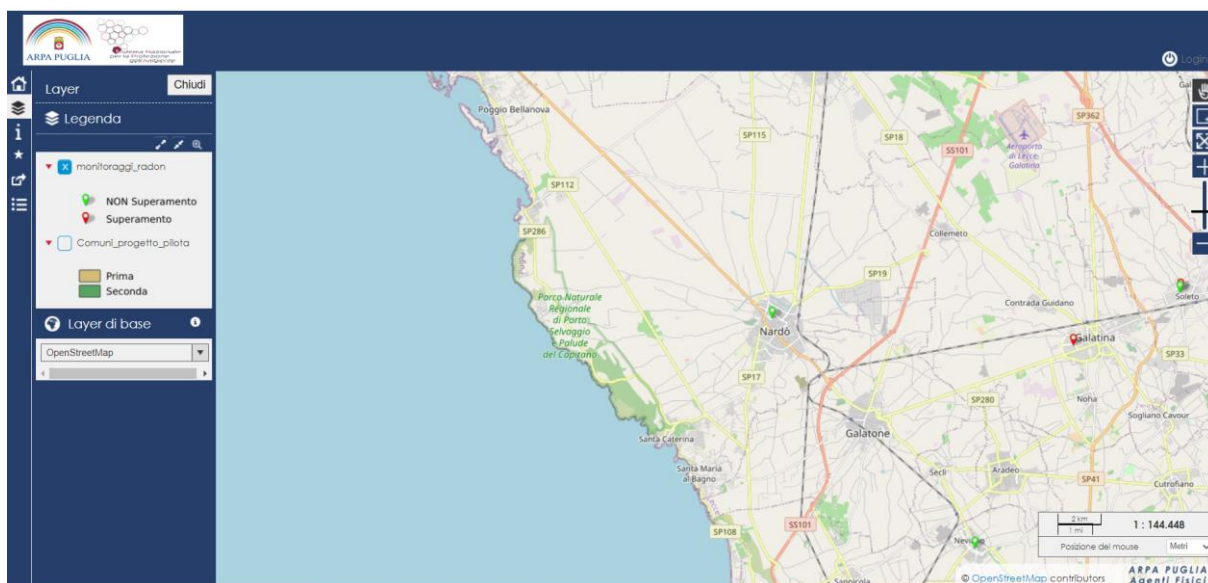 ARPA PUGLIA
Login
Layer
Chiudi
Legenda
monitoraggi_radon
NON Superamento
Superamento
Comuni_progetto_pilota
Prima
Seconda
Layer di base
OpenStreetMap
Poggio Bellanova
SP115
SP18
SP362
SS101
Aeroporto
di Lecce
Galatina
SP112
SP286
Collemeto
SP19
Parco Naturale
Regionale
di Porto
Selvaggio
e Palude
del Capitano
Nardò
Contrada Guidano
Soleto
Galatina
SP33
SP17
SP280
Noha
Sogliano Cavour
Galatone
Santa Caterina
Santa Maria
al Bagno
Seclì
Aradeo
SP41
Cutrofiano
SP108
SS101
2 km
1 mi
1 : 144.448
Posizione del mouse
Metri
© OpenStreetMap contributors
ARPA PUGLIA
Agenti Fisici